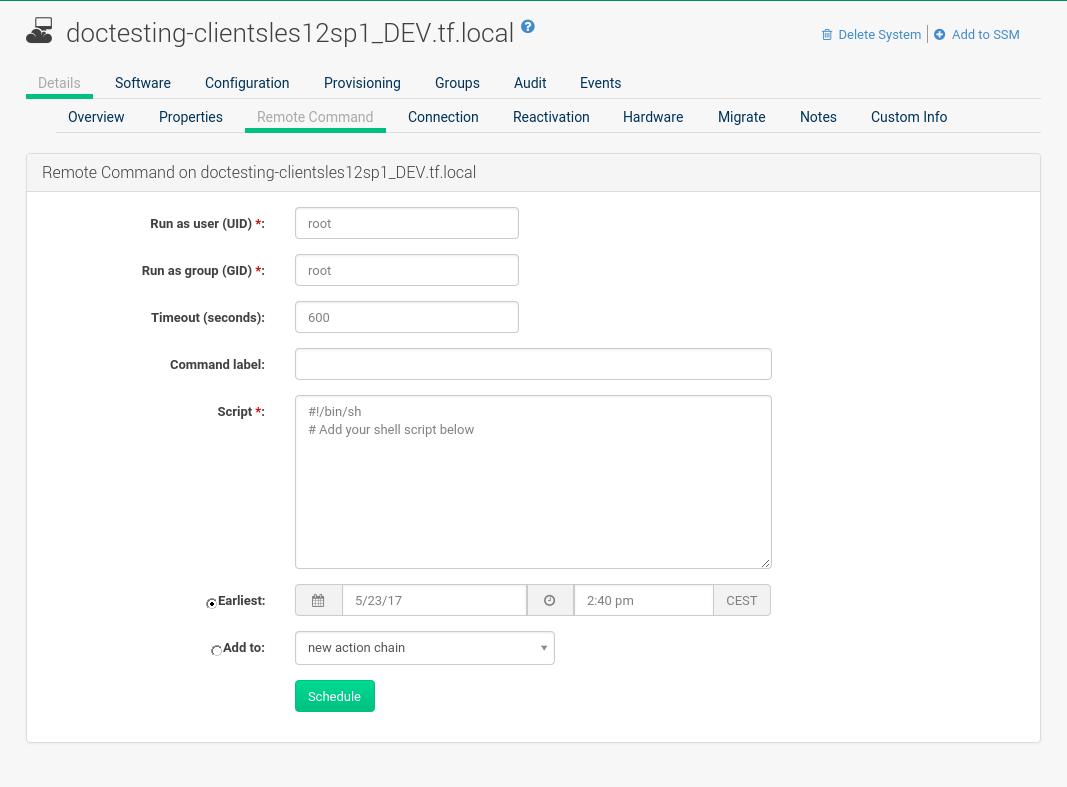 doctesting-clientsles12sp1_DEV.tf.local ?
Delete System Add to SSM
Details Software Configuration Provisioning Groups Audit Events
Overview Properties Remote Command Connection Reactivation Hardware Migrate Notes Custom Info
Remote Command on doctesting-clientsles12sp1_DEV.tf.local
Run as user (UID) *: root
Run as group (GID) *: root
Timeout (seconds): 600
Command label:
Script *: #!/bin/sh
# Add your shell script below
Earliest: 5/23/17 2:40 pm CEST
Add to: new action chain
Schedule